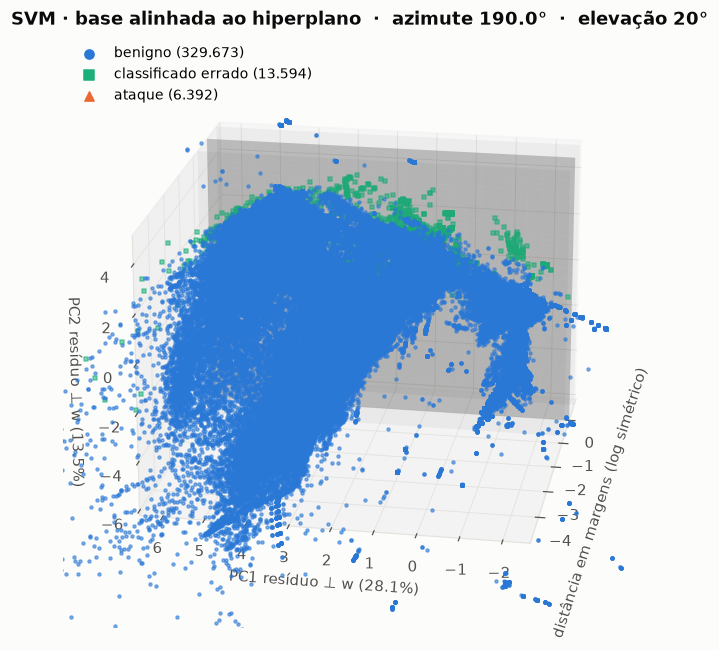 SVM · base alinhada ao hiperplano · azimute 190.0° · elevação 20°
benigno (329.673)
classificado errado (13.594)
ataque (6.392)
4
2
0
−2
−4
−6
PC2 resíduo ⊥ w (13.5%)
6
5
4
3
2
1
0
−1
−2
PC1 resíduo ⊥ w (28.1%)
0
−1
−2
−3
−4
distância em margens (log simétrico)